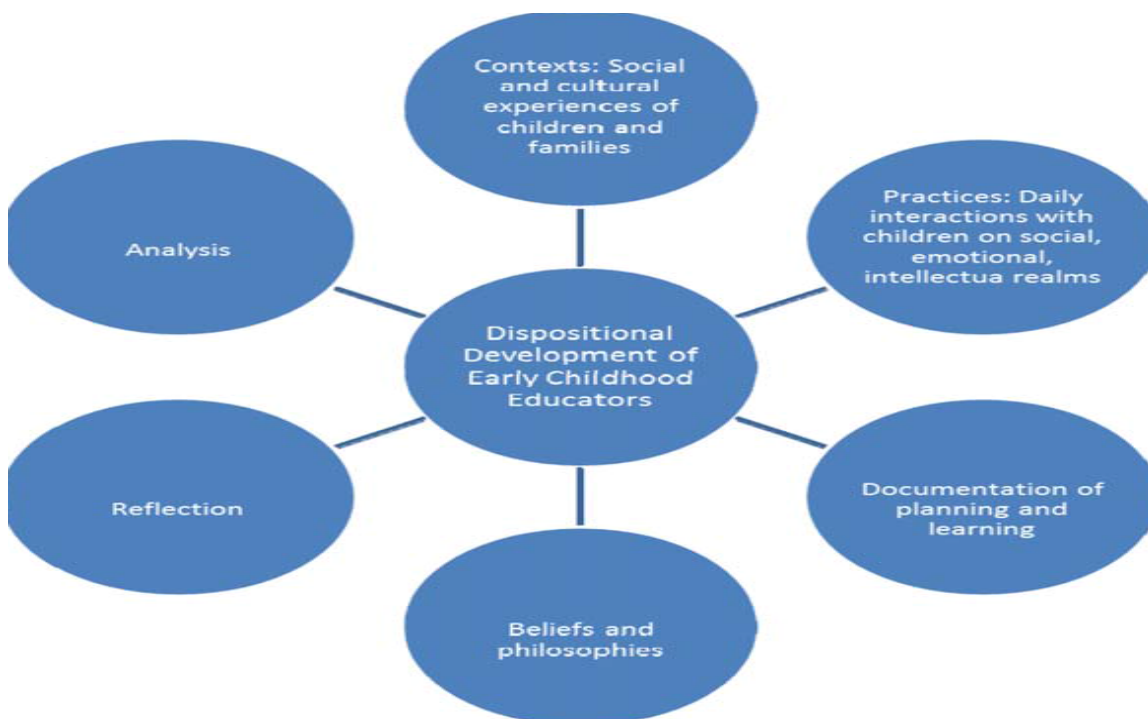 Contexts: Social
and cultural
experiences of
children and
families
Practices: Daily
interactions with
children on social,
emotional,
intellectua realms
Documentation of
planning and
learning
Beliefs and
philosophies
Reflection
Analysis
Dispositional
Development of
Early Childhood
Educators